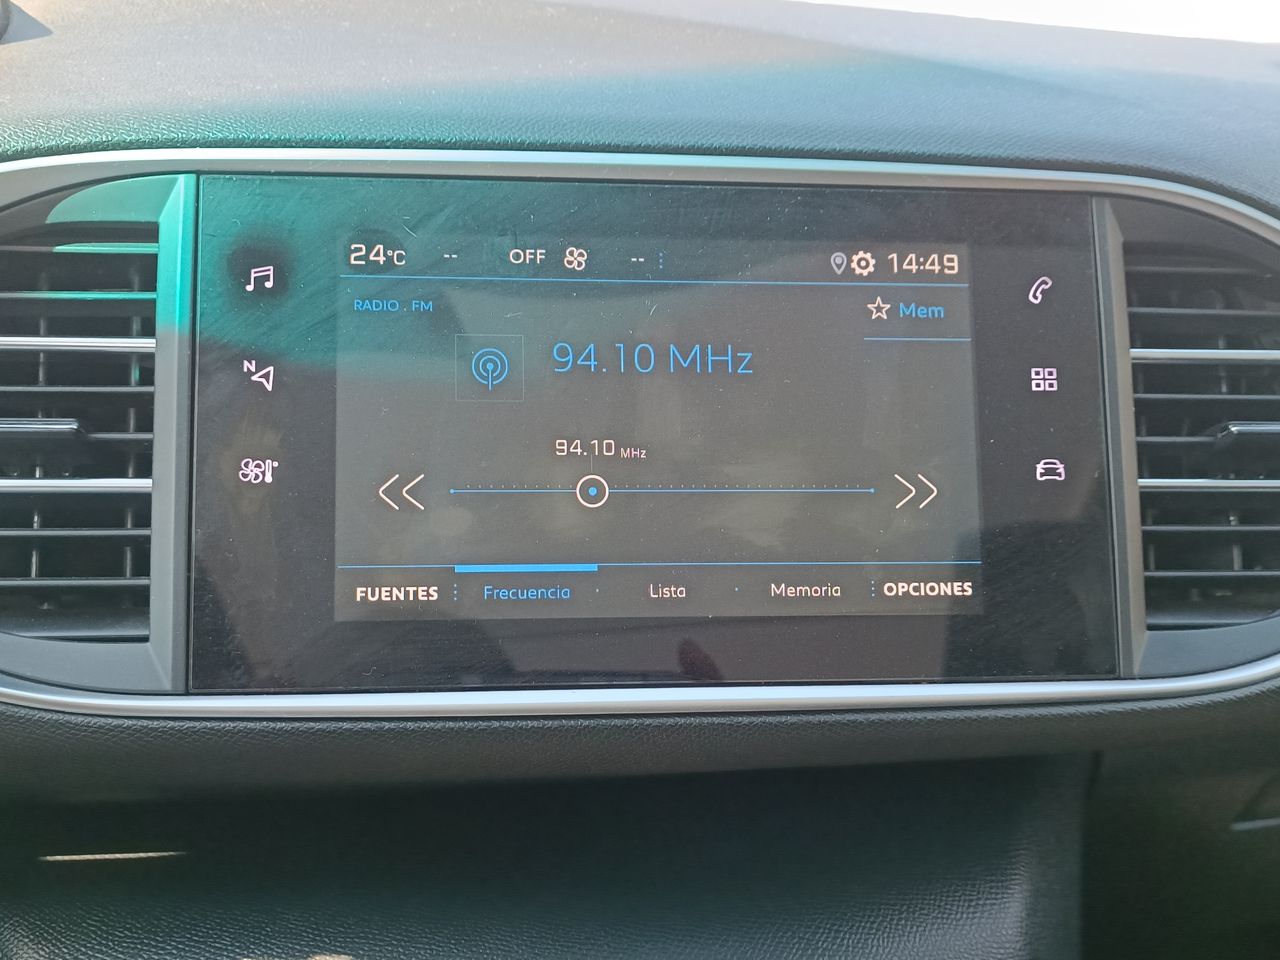 24°C -- OFF -- 14:49
RADIO . FM
Mem
94.10 MHz
94.10 MHz
N
FUENTES Frecuencia Lista Memoria OPCIONES